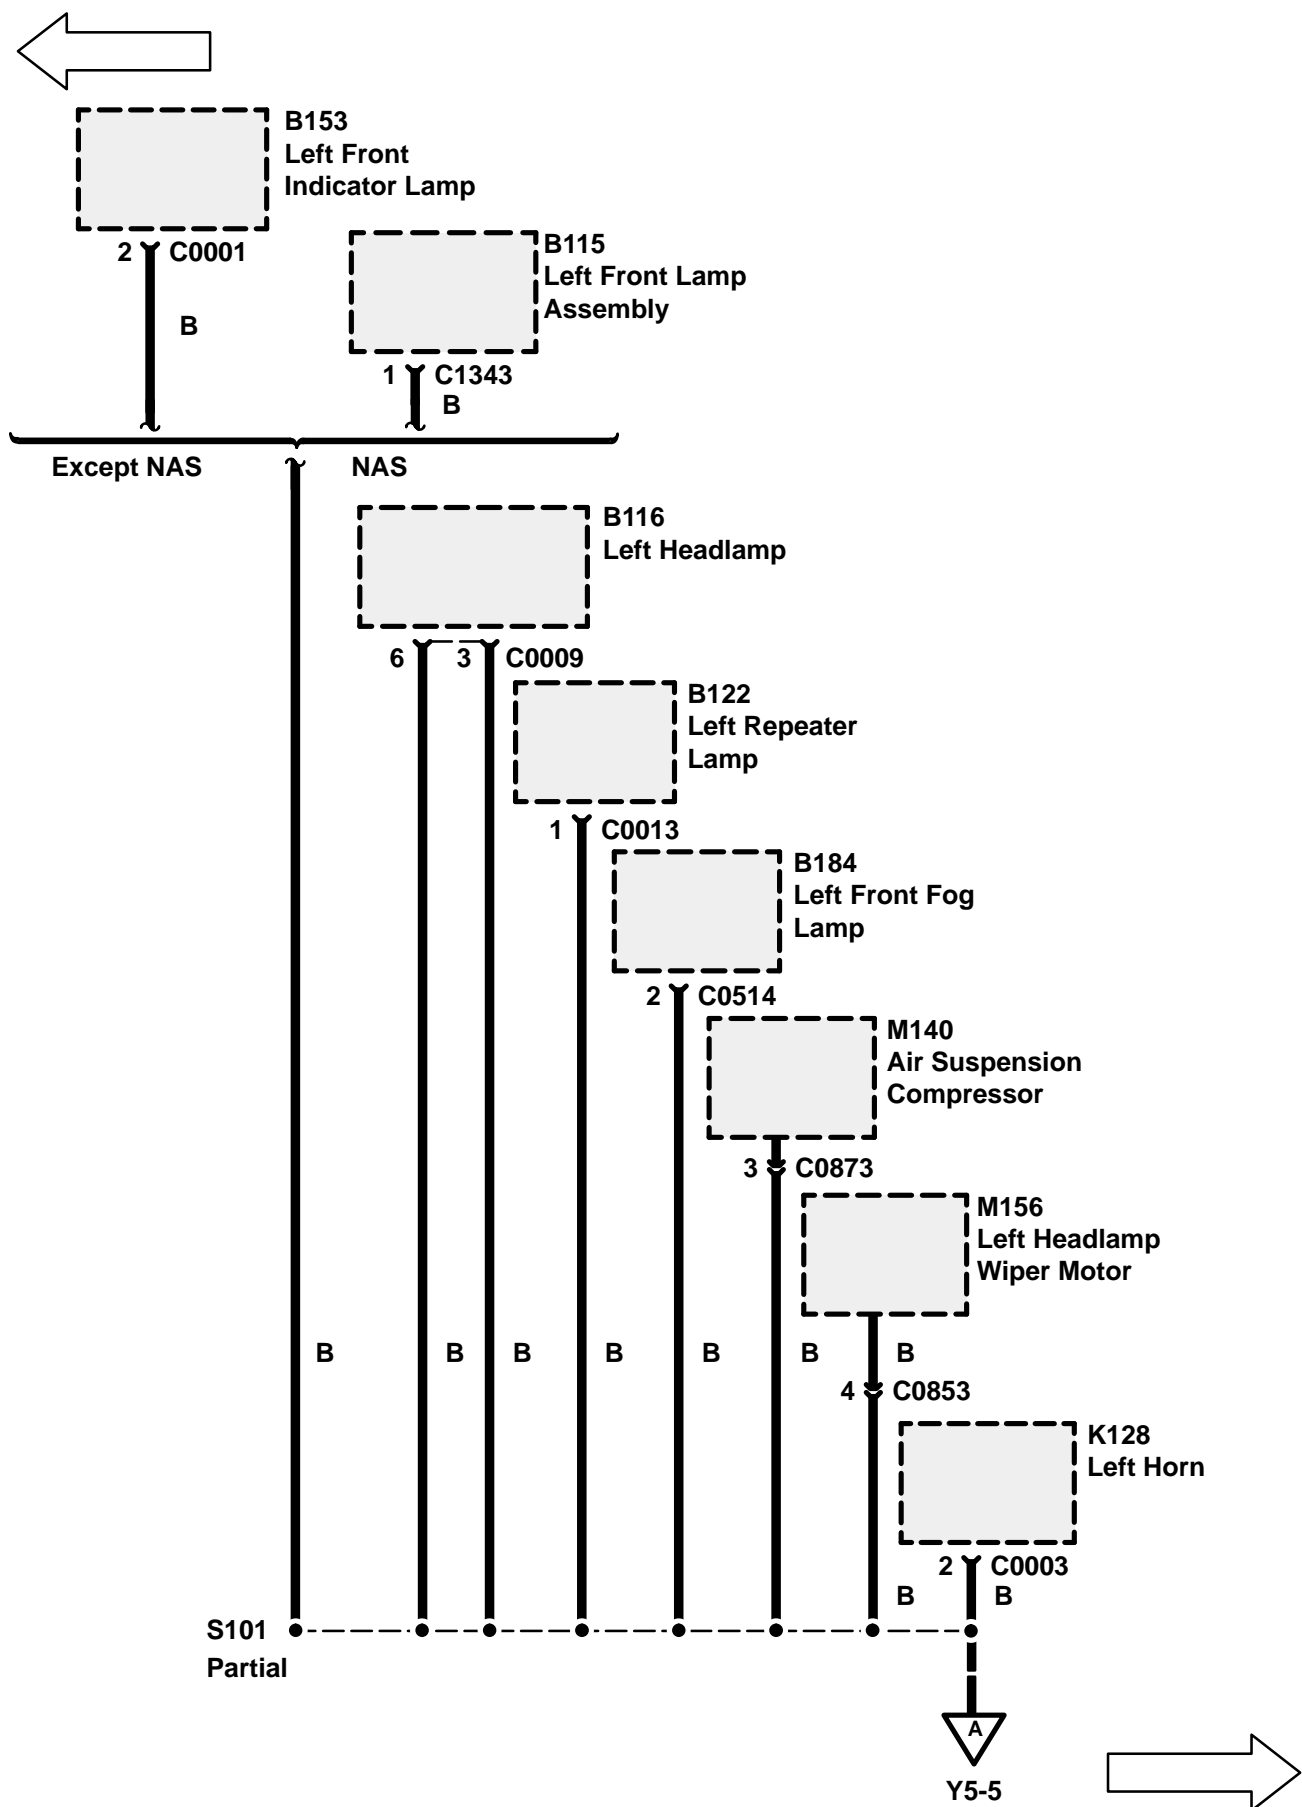 B153
Left Front
Indicator Lamp
2 C0001
B
B115
Left Front Lamp
Assembly
1 C1343
B
Except NAS
NAS
B116
Left Headlamp
6 3 C0009
B122
Left Repeater
Lamp
1 C0013
B184
Left Front Fog
Lamp
2 C0514
M140
Air Suspension
Compressor
3 C0873
M156
Left Headlamp
Wiper Motor
B B B B B B B
4 C0853
K128
Left Horn
2 C0003
B B
S101
Partial
A
Y5-5